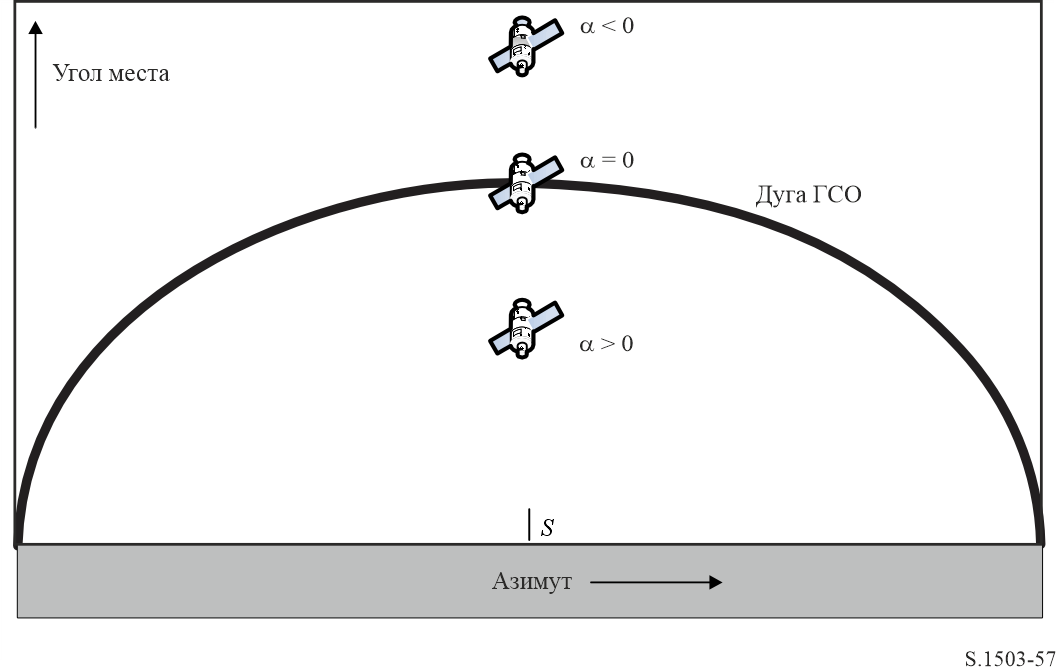 α < 0
Угол места
α = 0
Дуга ГСО
α > 0
S
Азимут
S.1503-57